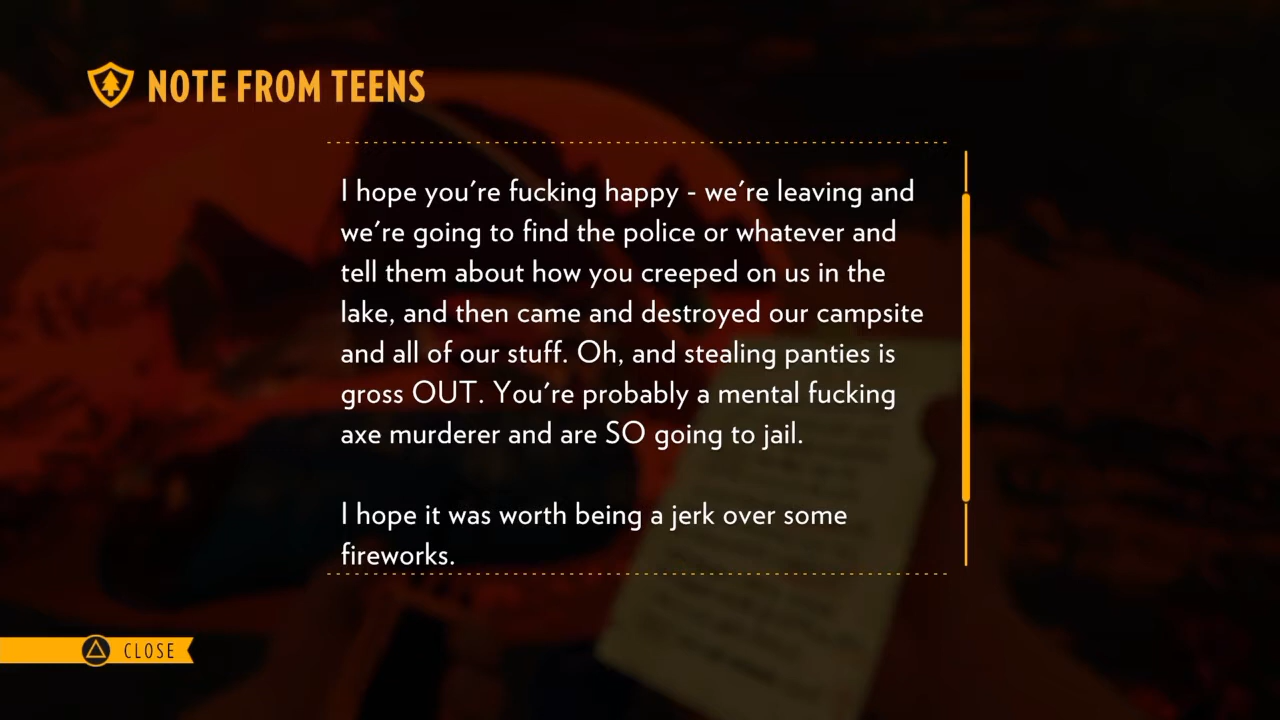 NOTE FROM TEENS
I hope you're fucking happy - we're leaving and
we're going to find the police or whatever and
tell them about how you creeped on us in the
lake, and then came and destroyed our campsite
and all of our stuff. Oh, and stealing panties is
gross OUT. You're probably a mental fucking
axe murderer and are SO going to jail.
I hope it was worth being a jerk over some
fireworks.
CLOSE